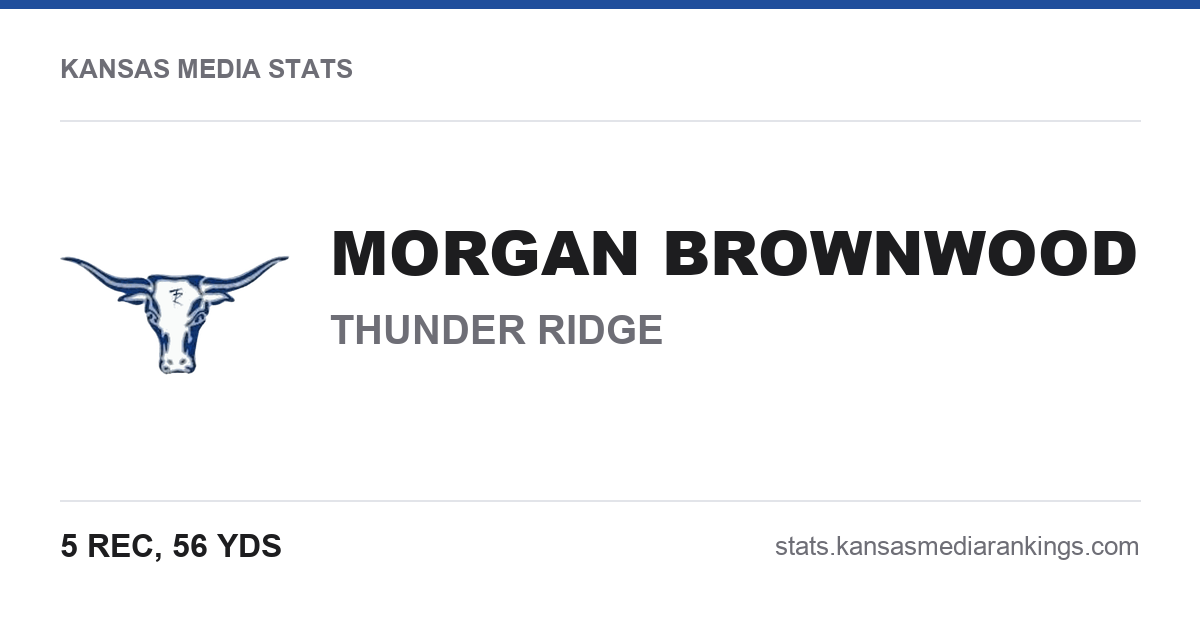 KANSAS MEDIA STATS
MORGAN BROWNWOOD
THUNDER RIDGE
5 REC, 56 YDS
stats.kansasmediarankings.com